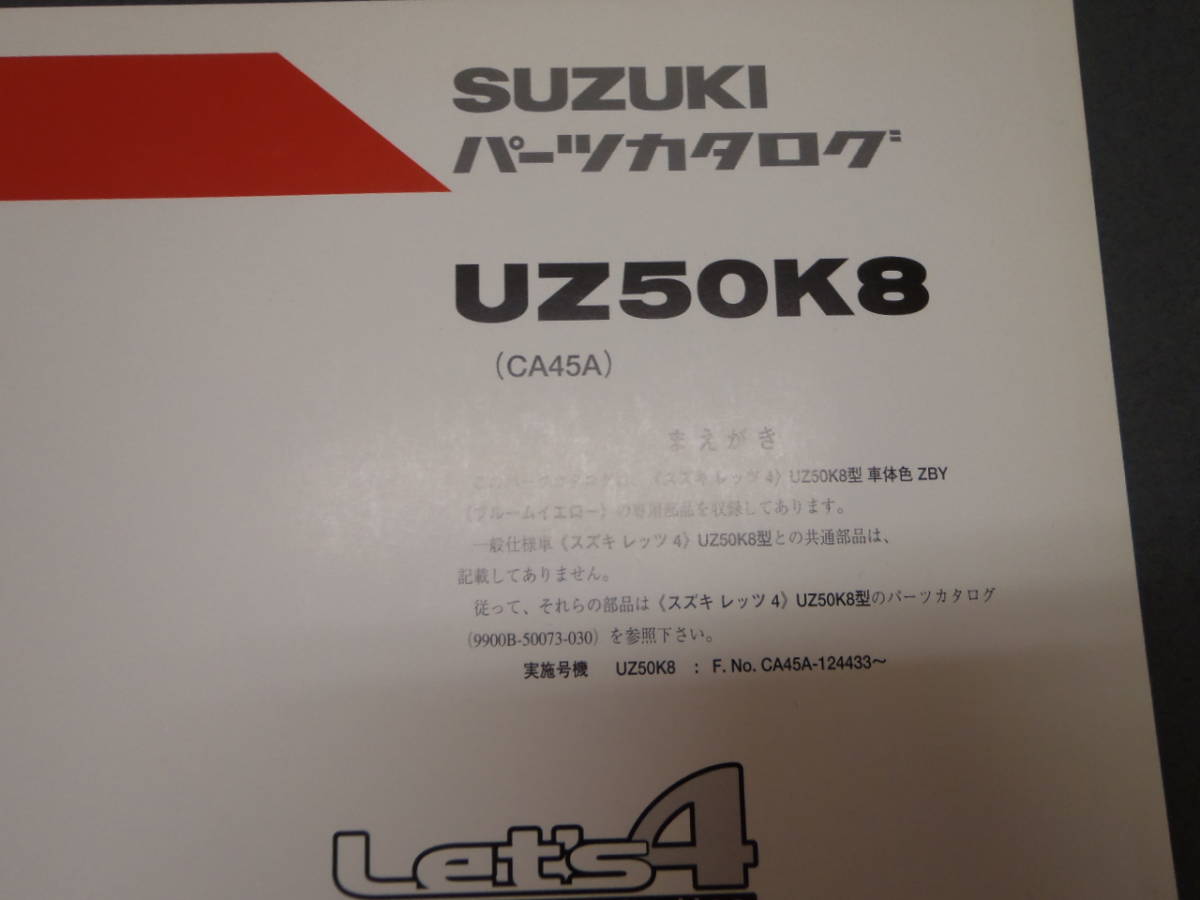 SUZUKI
パーツカタログ
UZ50K8
(CA45A)
まえがき
このパーツカタログは、《スズキ レッツ 4》UZ50K8型 車体色 ZBY
(ブルームイエロー)の専用部品を収録してあります。
一般仕様車《スズキ レッツ 4》UZ50K8型との共通部品は、
記載してありません。
従って、それらの部品は《スズキ レッツ 4》UZ50K8型のパーツカタログ
(9900B-50073-030) を参照下さい。
実施号機 UZ50K8 : F. No. CA45A-124433〜
Let's4